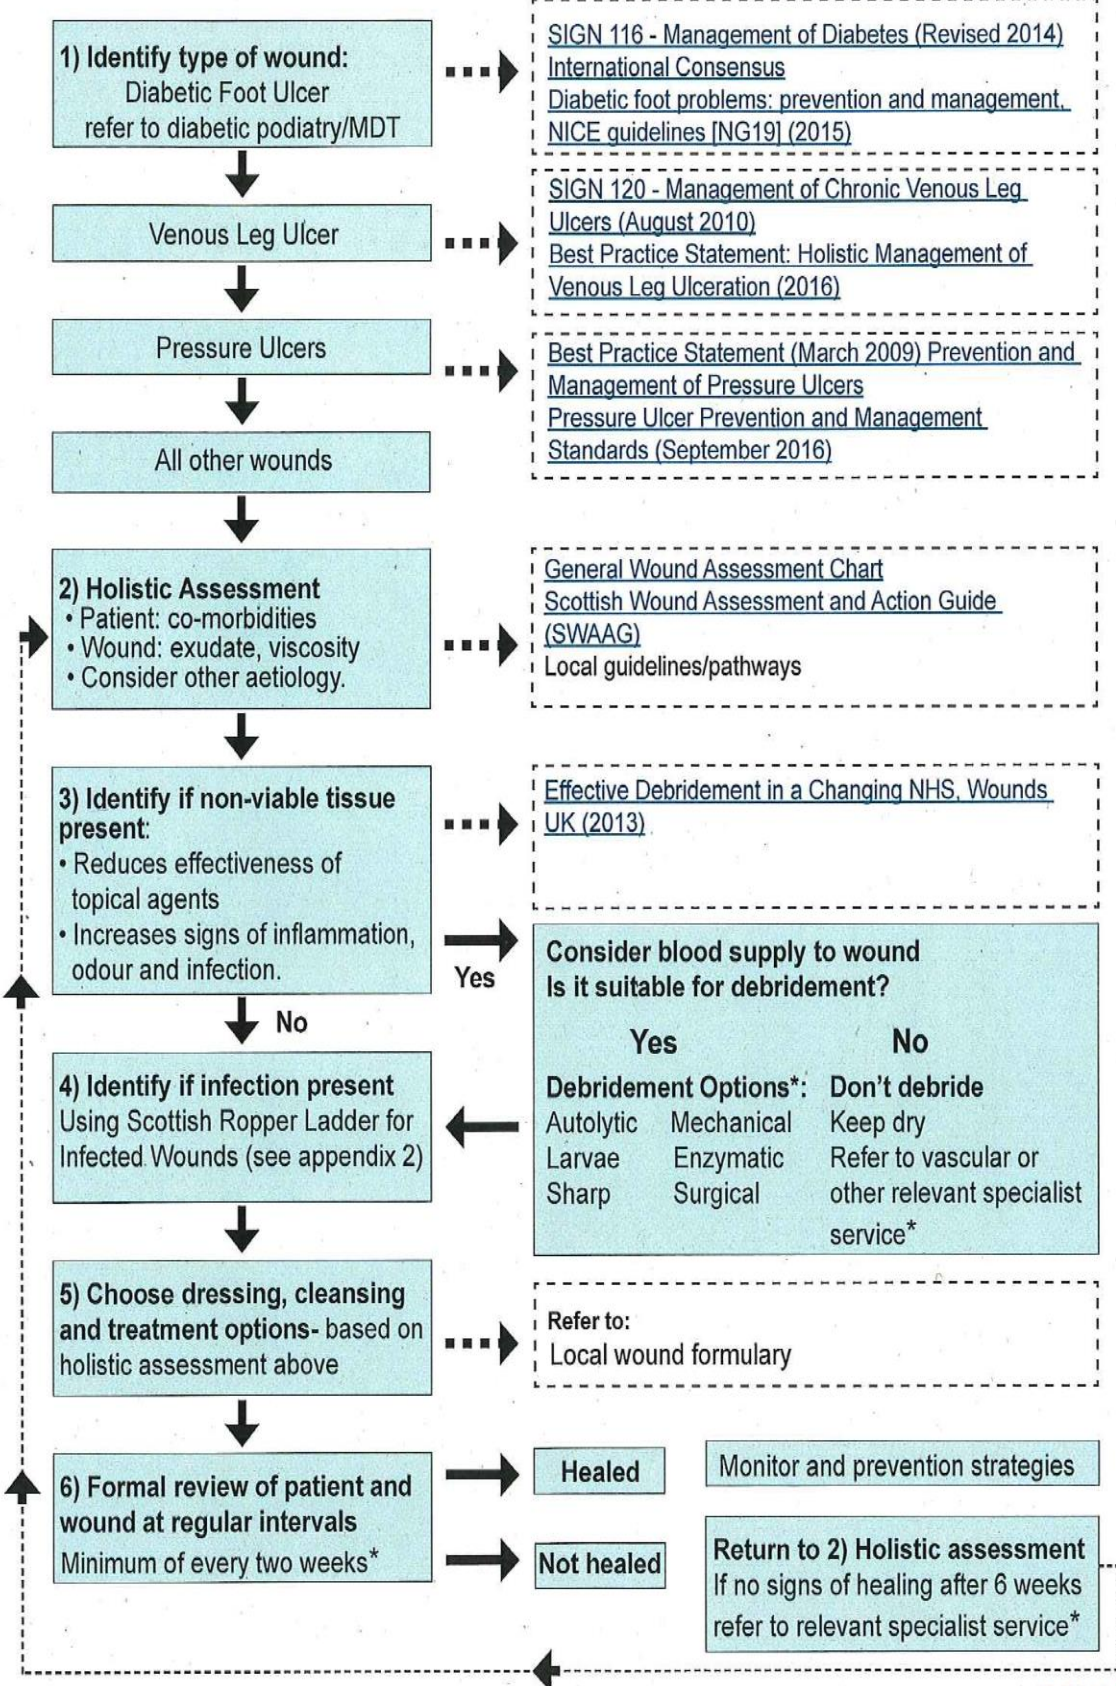 1) Identify type of wound:
Diabetic Foot Ulcer
refer to diabetic podiatry/MDT
SIGN 116 - Management of Diabetes (Revised 2014)
International Consensus
Diabetic foot problems: prevention and management,
NICE guidelines [NG19] (2015)
Venous Leg Ulcer
SIGN 120 - Management of Chronic Venous Leg
Ulcers (August 2010)
Best Practice Statement: Holistic Management of
Venous Leg Ulceration (2016)
Pressure Ulcers
Best Practice Statement (March 2009) Prevention and
Management of Pressure Ulcers
Pressure Ulcer Prevention and Management
Standards (September 2016)
All other wounds
2) Holistic Assessment
• Patient: co-morbidities
• Wound: exudate, viscosity
• Consider other aetiology.
General Wound Assessment Chart
Scottish Wound Assessment and Action Guide
(SWAAG)
Local guidelines/pathways
3) Identify if non-viable tissue
present:
• Reduces effectiveness of
topical agents
• Increases signs of inflammation,
odour and infection.
Effective Debridement in a Changing NHS, Wounds
UK (2013)
Yes
No
Consider blood supply to wound
Is it suitable for debridement?
Yes No
Debridement Options*: Don't debride
Autolytic Mechanical Keep dry
Larvae Enzymatic Refer to vascular or
Sharp Surgical other relevant specialist
service*
4) Identify if infection present
Using Scottish Ropper Ladder for
Infected Wounds (see appendix 2)
5) Choose dressing, cleansing
and treatment options- based on
holistic assessment above
Refer to:
Local wound formulary
6) Formal review of patient and
wound at regular intervals
Minimum of every two weeks*
Healed
Monitor and prevention strategies
Not healed
Return to 2) Holistic assessment
If no signs of healing after 6 weeks
refer to relevant specialist service*